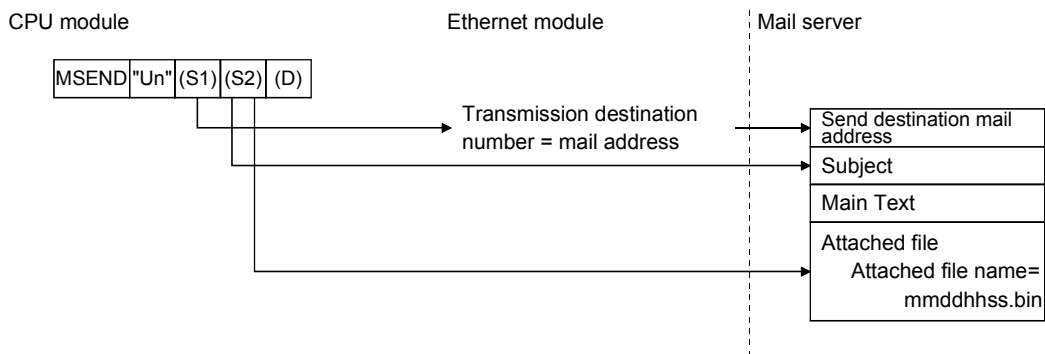 CPU module
Ethernet module
Mail server
MSEND "Un" (S1) (S2) (D)
Transmission destination
number = mail address
Send destination mail
address
Subject
Main Text
Attached file
Attached file name=
mmddhhss.bin